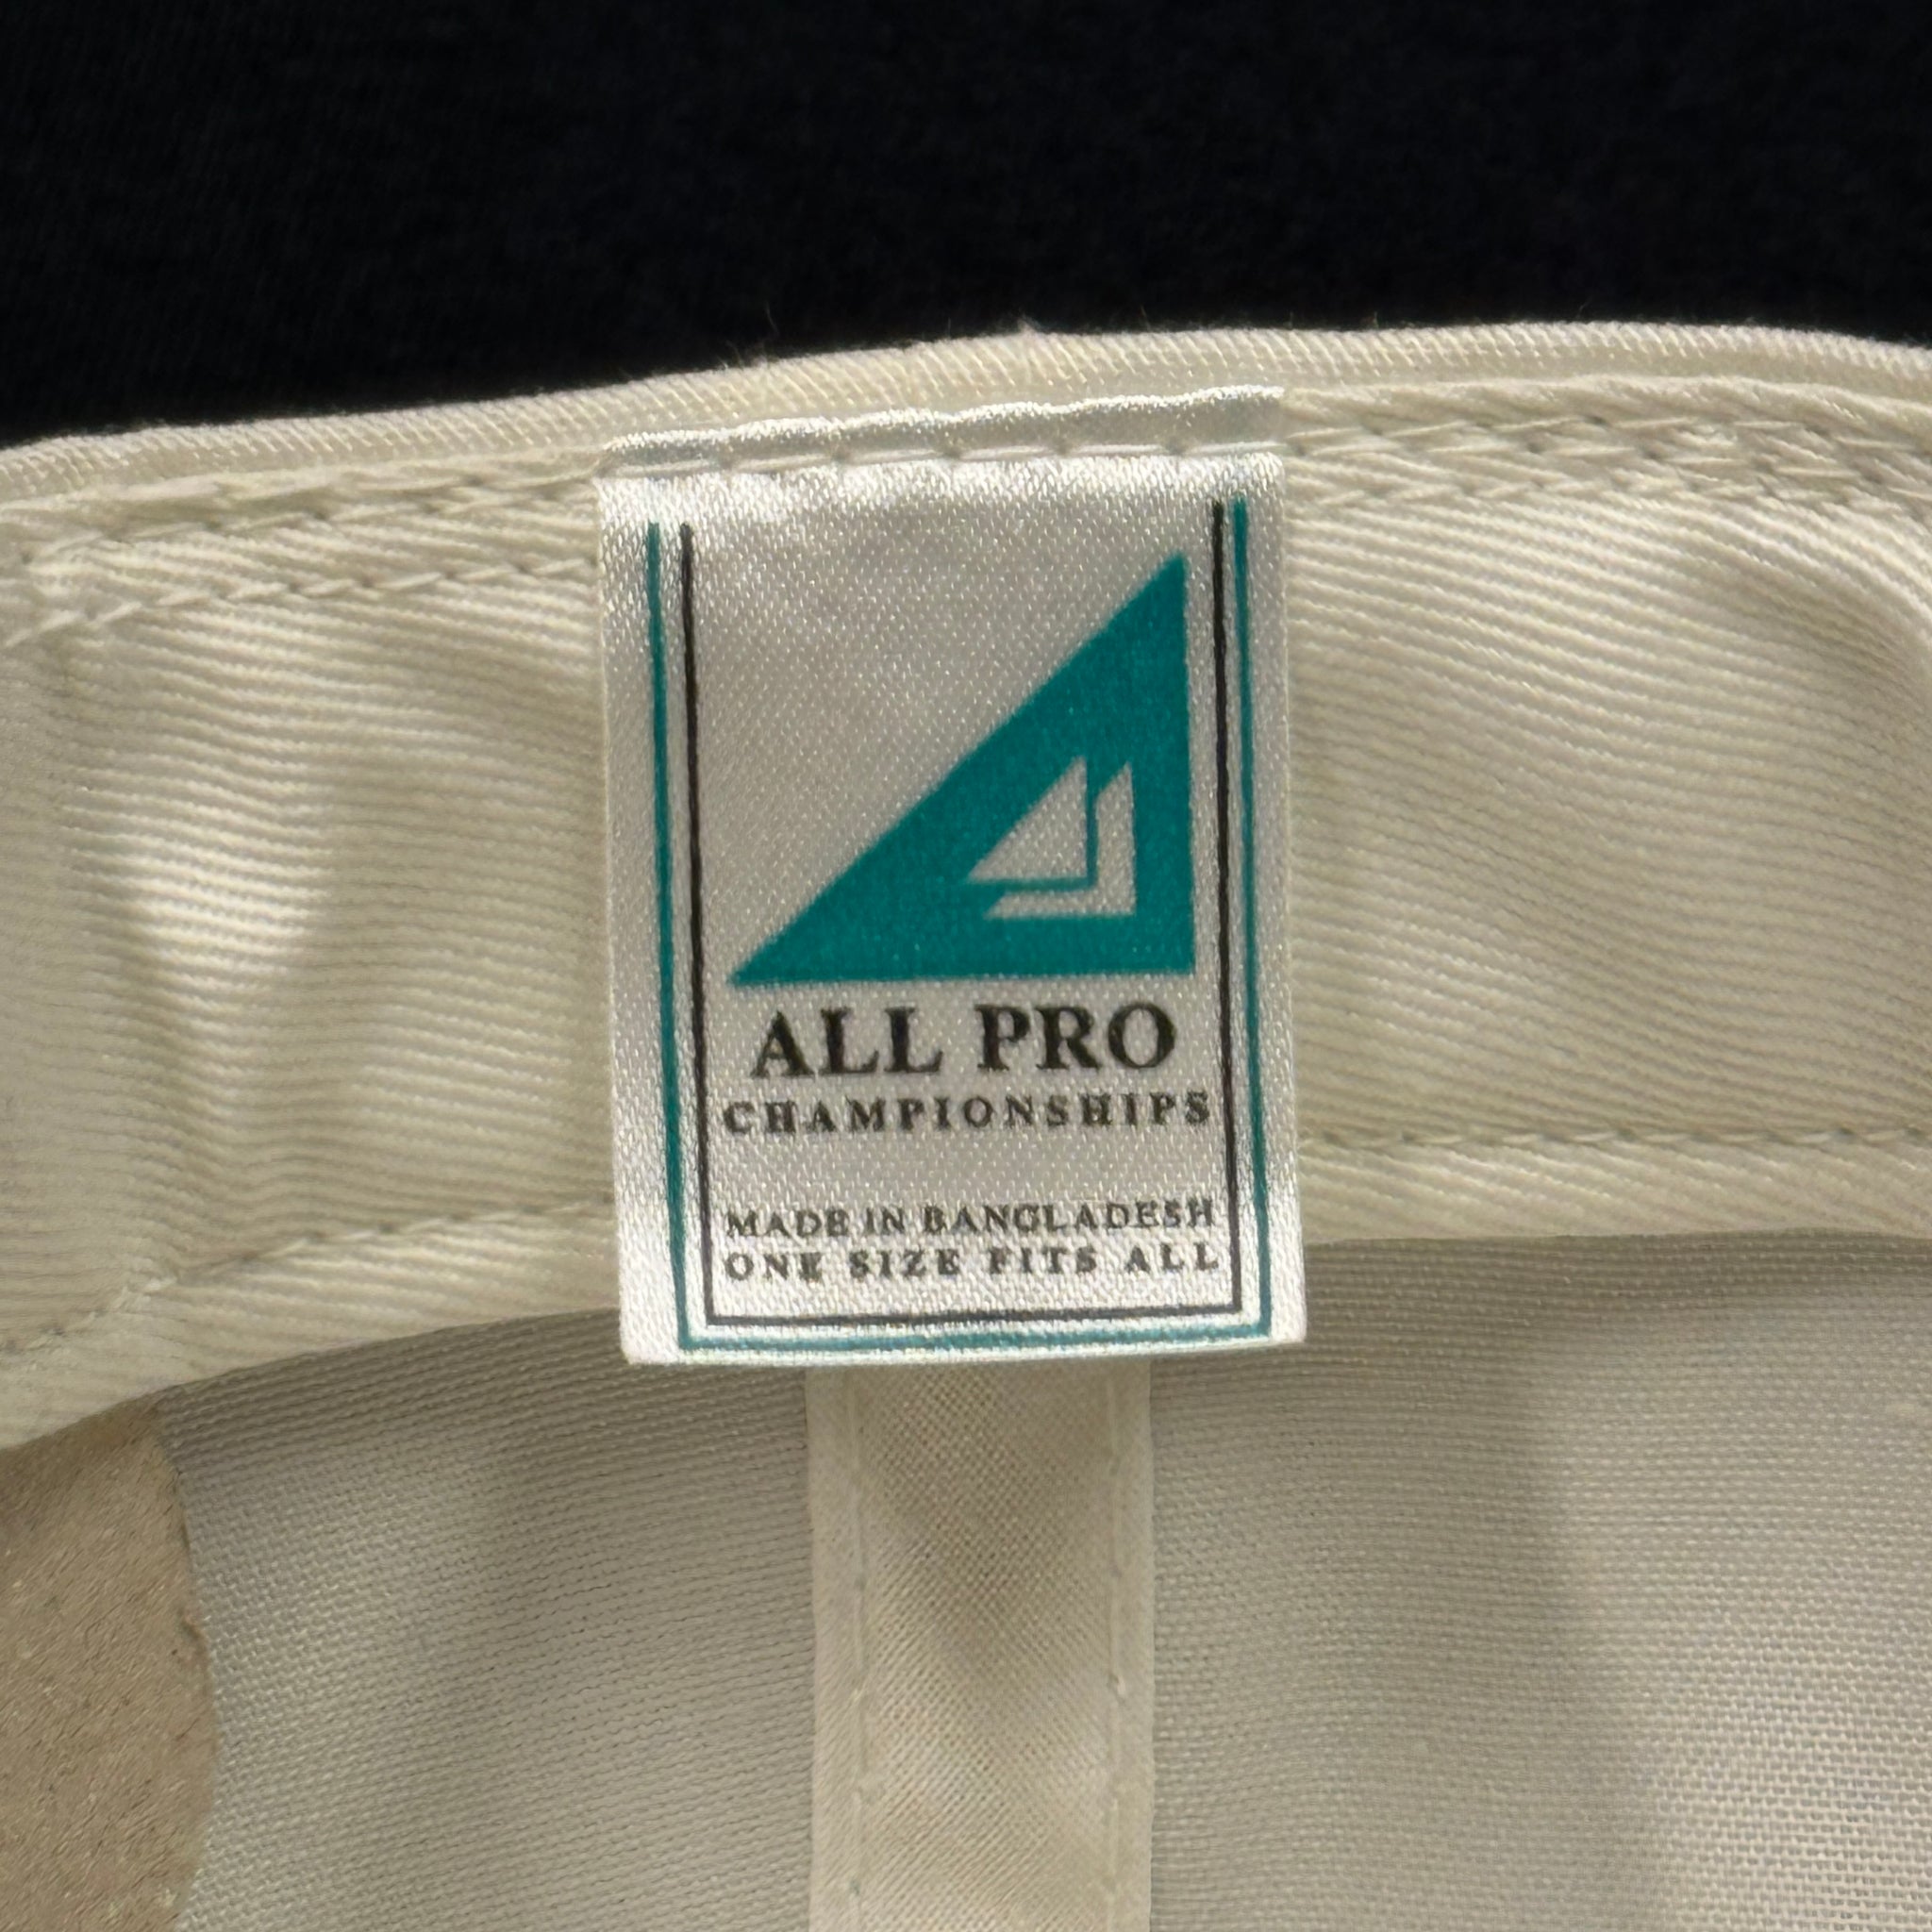 ALL PRO
CHAMPIONSHIPS
MADE IN BANGLADESH
ONE SIZE FITS ALL